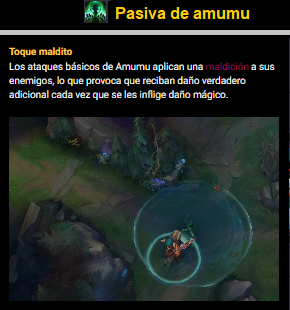 Pasiva de amumu
Toque maldito
Los ataques básicos de Amumu aplican una maldición a sus
enemigos, lo que provoca que reciban daño verdadero
adicional cada vez que se les inflige daño mágico.